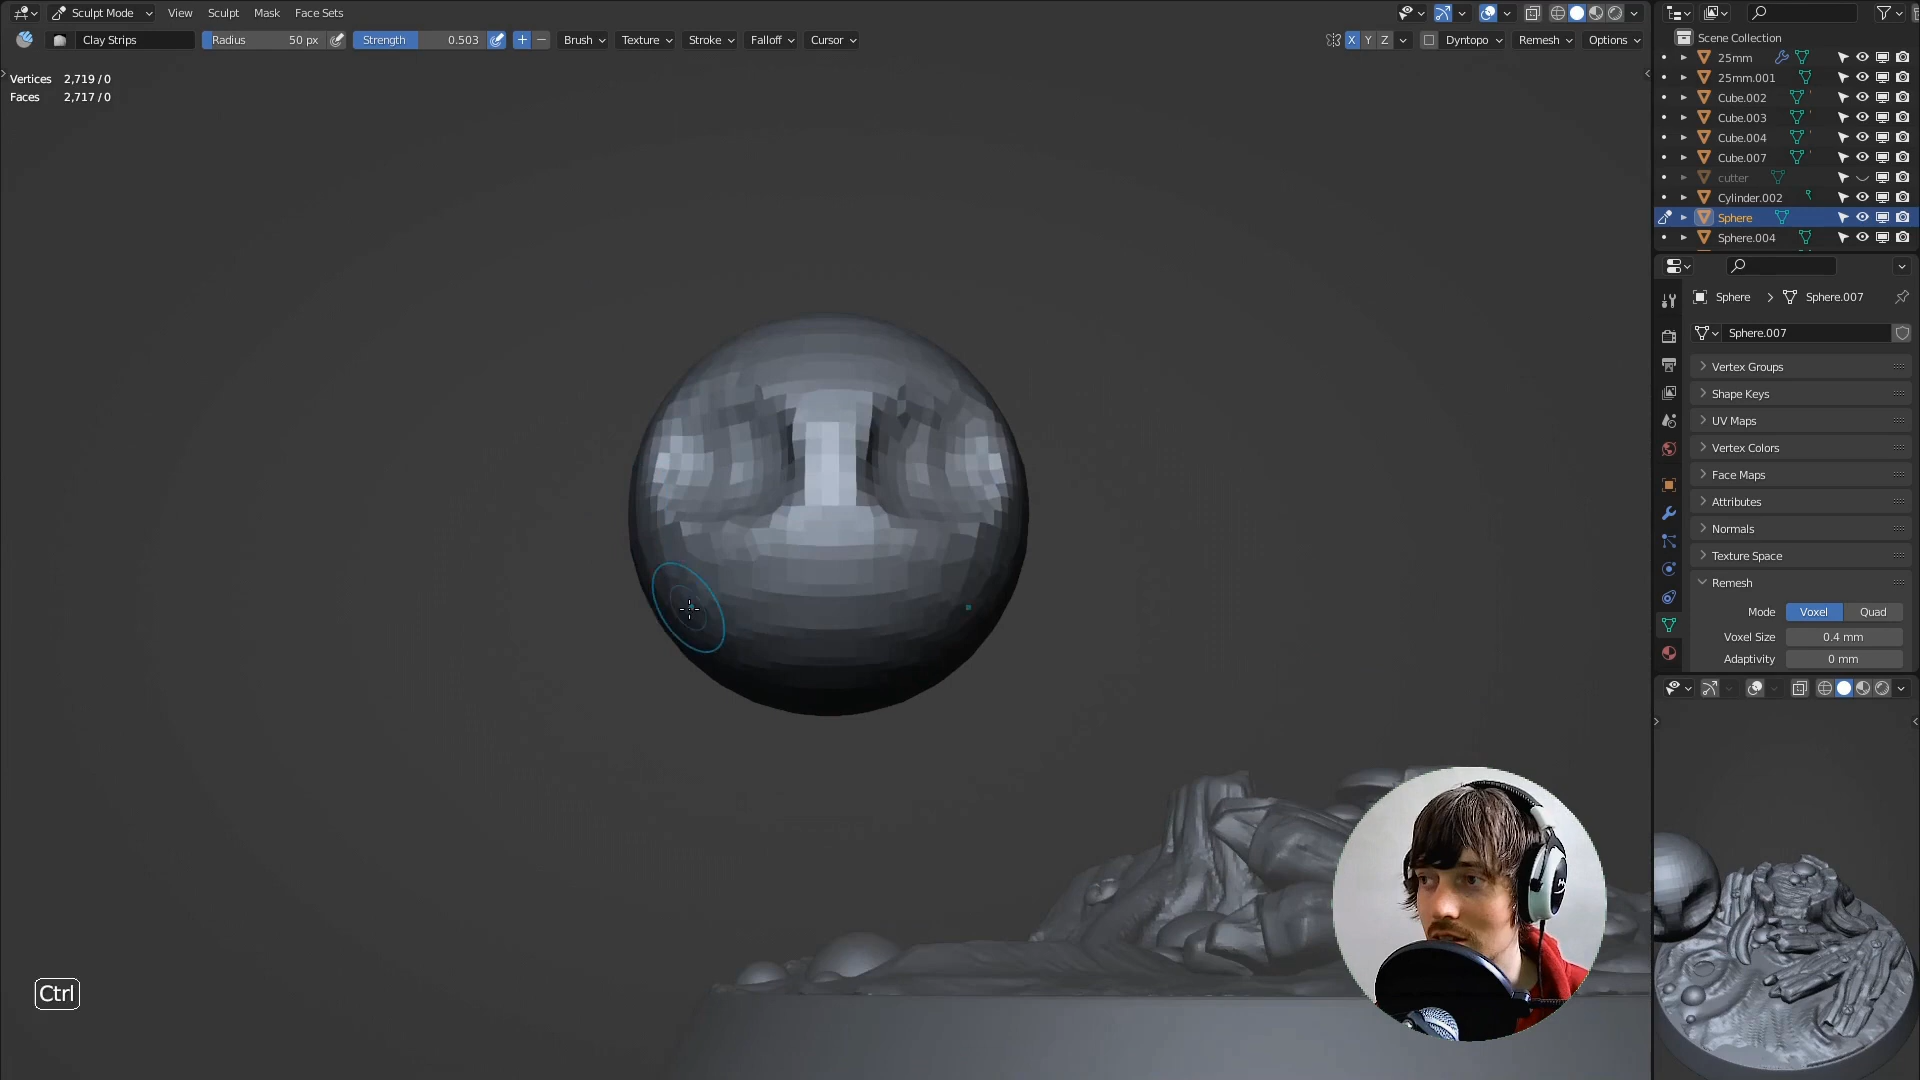 Sculpt Mode View Sculpt Mask Face Sets
Clay Strips Radius 50 px Strength 0.503 Brush Texture Stroke Falloff Cursor X Y Z Dyntopo Remesh Options
Vertices 2,719 / 0
Faces 2,717 / 0
Ctrl
Scene Collection
25mm
25mm.001
Cube.002
Cube.003
Cube.004
Cube.007
cutter
Cylinder.002
Sphere
Sphere.004
Sphere Sphere.007
Sphere.007
Vertex Groups
Shape Keys
UV Maps
Vertex Colors
Face Maps
Attributes
Normals
Texture Space
Remesh
Mode Voxel Quad
Voxel Size 0.4 mm
Adaptivity 0 mm